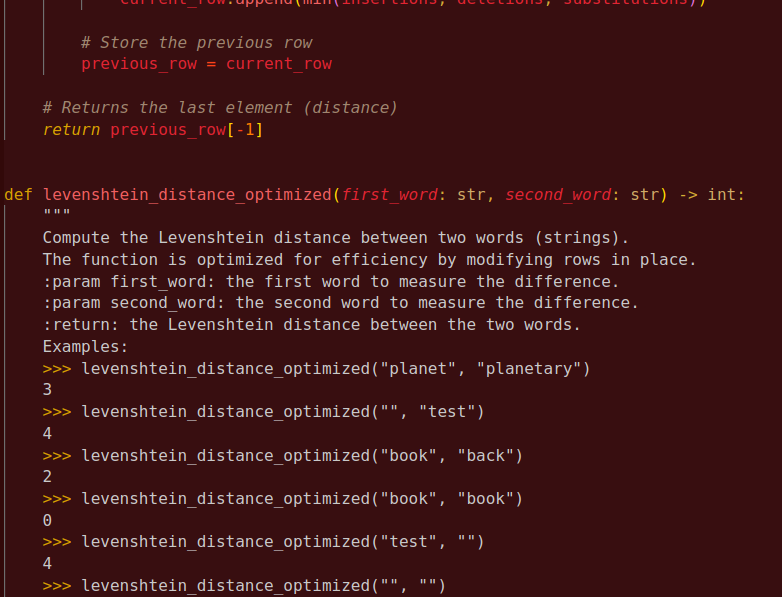 current_row.append(min(insertions, deletions, substitutions))
# Store the previous row
previous_row = current_row
# Returns the last element (distance)
return previous_row[-1]
def levenshtein_distance_optimized(first_word: str, second_word: str) -> int:
"""
Compute the Levenshtein distance between two words (strings).
The function is optimized for efficiency by modifying rows in place.
:param first_word: the first word to measure the difference.
:param second_word: the second word to measure the difference.
:return: the Levenshtein distance between the two words.
Examples:
>>> levenshtein_distance_optimized("planet", "planetary")
3
>>> levenshtein_distance_optimized("", "test")
4
>>> levenshtein_distance_optimized("book", "back")
2
>>> levenshtein_distance_optimized("book", "book")
0
>>> levenshtein_distance_optimized("test", "")
4
>>> levenshtein_distance_optimized("", "")